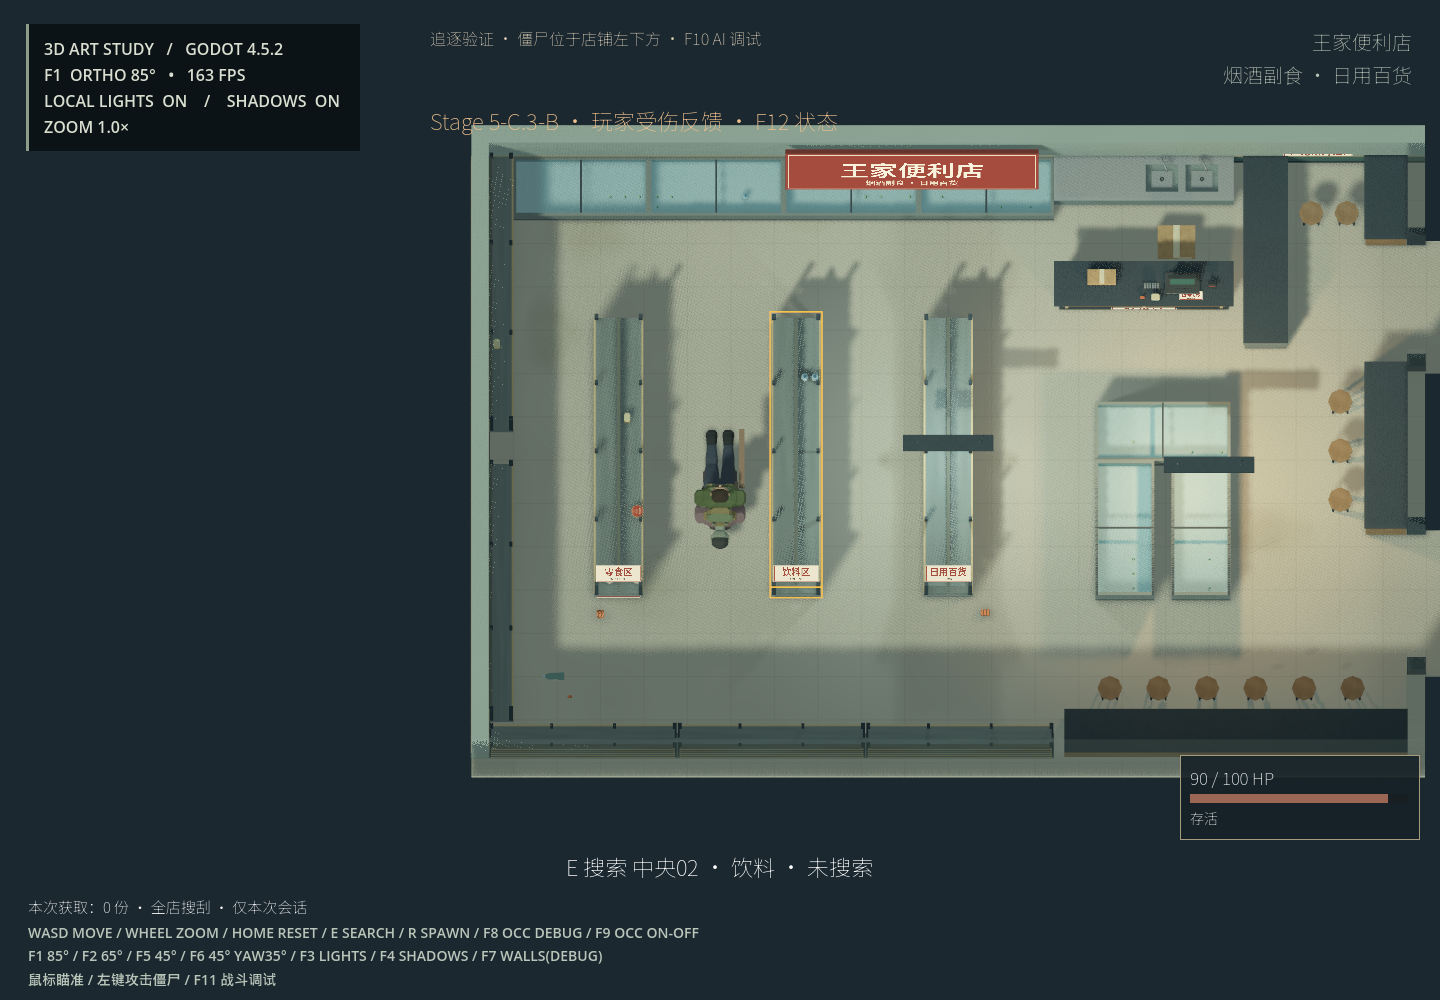 3D ART STUDY / GODOT 4.5.2
F1 ORTHO 85° • 163 FPS
LOCAL LIGHTS ON / SHADOWS ON
ZOOM 1.0×
追逐验证 · 僵尸位于店铺左下方 · F10 AI 调试
王家便利店
烟酒副食 · 日用百货
Stage 5-C.3-B · 玩家受伤反馈 · F12 状态
王家便利店
烟酒副食 · 日用百货
零食区
饮料区
日用百货
90 / 100 HP
存活
E 搜索 中央02 · 饮料 · 未搜索
本次获取：0 份 · 全店搜刮 · 仅本次会话
WASD MOVE / WHEEL ZOOM / HOME RESET / E SEARCH / R SPAWN / F8 OCC DEBUG / F9 OCC ON-OFF
F1 85° / F2 65° / F5 45° / F6 45° YAW35° / F3 LIGHTS / F4 SHADOWS / F7 WALLS(DEBUG)
鼠标瞄准 / 左键攻击僵尸 / F11 战斗调试